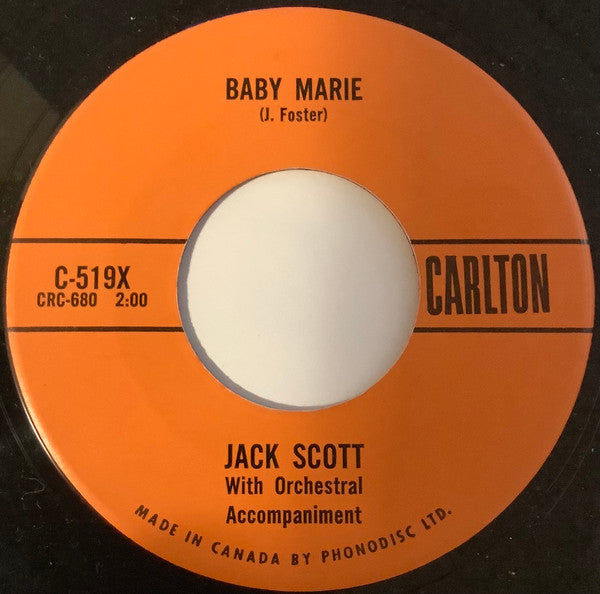 BABY MARIE
(J. Foster)
C-519X
CRC-680 2:00
CARLTON
JACK SCOTT
With Orchestral
Accompaniment
MADE IN CANADA BY PHONODISC LTD.